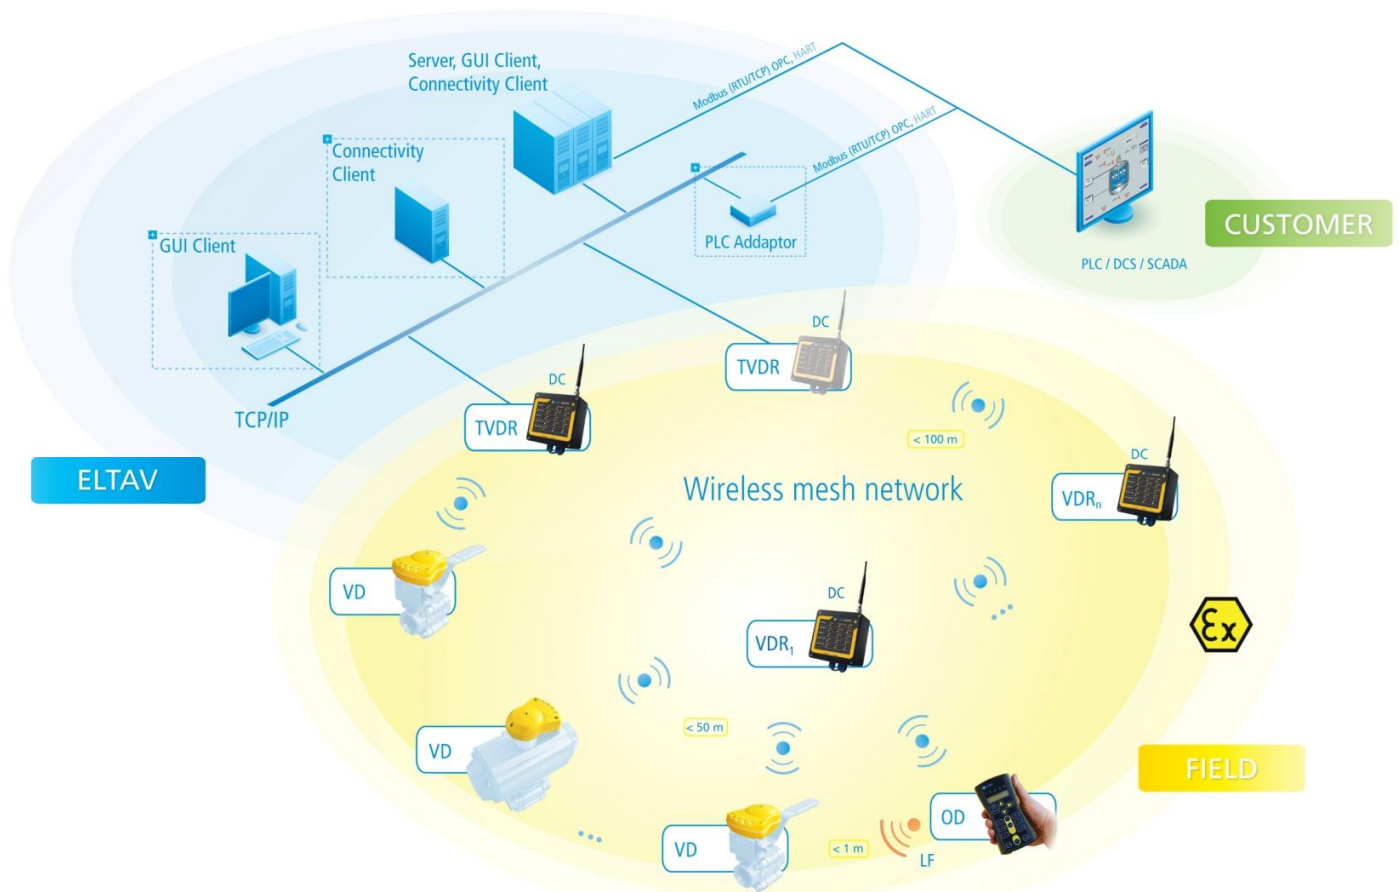 Server, GUI Client,
Connectivity Client
Modbus (RTU/TCP) OPC, HART
Modbus (RTU/TCP) OPC, HART
Connectivity
Client
GUI Client
PLC Addaptor
CUSTOMER
PLC / DCS / SCADA
DC
TVDR
DC
TVDR
TCP/IP
< 100 m
ELTAV
Wireless mesh network
DC
VDRn
VD
DC
VDR1
Ex
< 50 m
VD
FIELD
OD
VD
< 1 m
LF